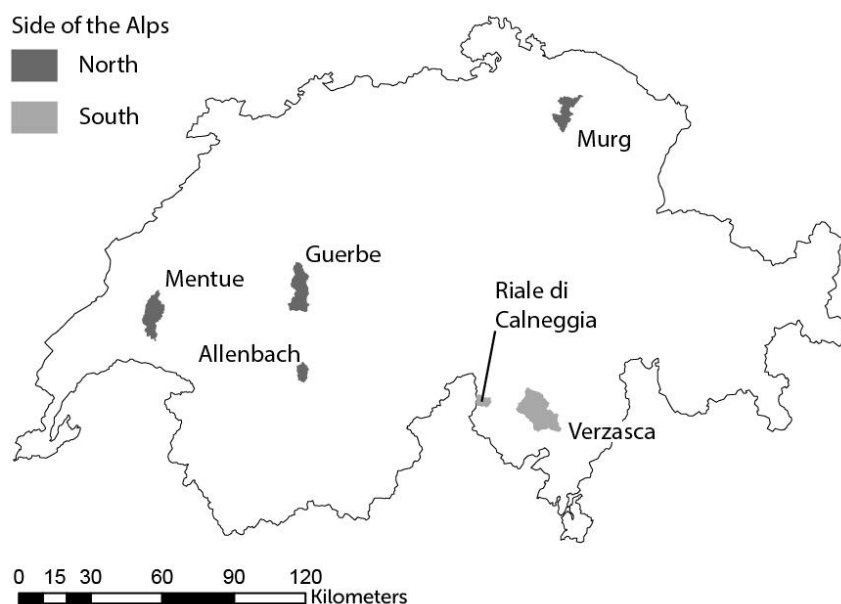 Side of the Alps
North
South
Murg
Guerbe
Mentue
Riale di
Calneggia
Allenbach
Verzasca
0 15 30 60 90 120
Kilometers